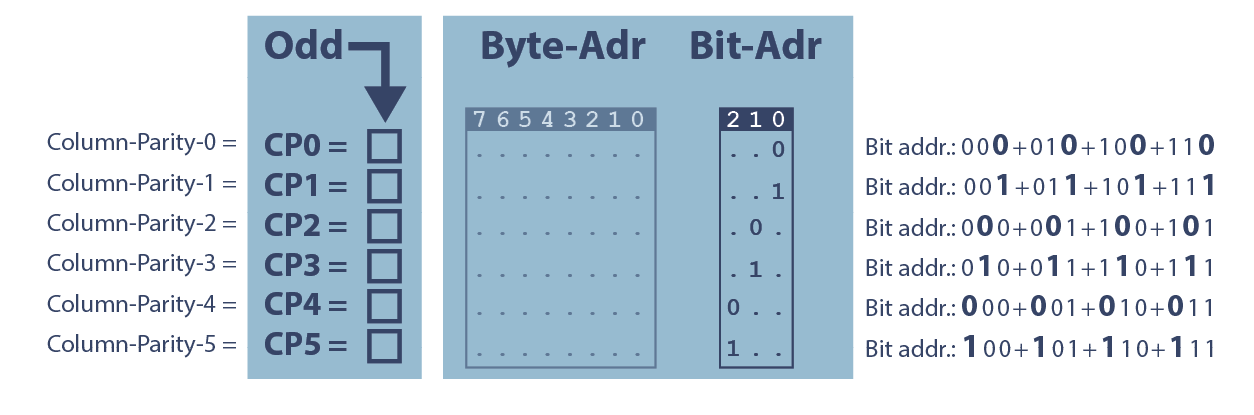 Odd Byte-Adr Bit-Adr
7 6 5 4 3 2 1 0 2 1 0
Column-Parity-0 = CP0 = . . . . . . . . . . 0 Bit addr.: 000+010+100+110
Column-Parity-1 = CP1 = . . . . . . . . . . 1 Bit addr.: 001+011+101+111
Column-Parity-2 = CP2 = . . . . . . . . . 0 . Bit addr.: 000+001+100+101
Column-Parity-3 = CP3 = . . . . . . . . . 1 . Bit addr.: 010+011+110+111
Column-Parity-4 = CP4 = . . . . . . . . 0 . . Bit addr.: 000+001+010+011
Column-Parity-5 = CP5 = . . . . . . . . 1 . . Bit addr.: 100+101+110+111